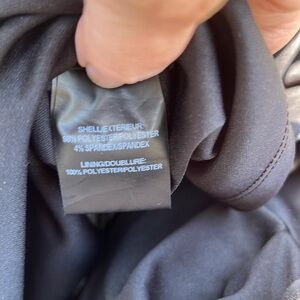 SHELL/EXTERIEUR:
96% POLYESTER/POLYESTER
4% SPANDEX/SPANDEX
LINING/DOUBLURE:
100% POLYESTER/POLYESTER